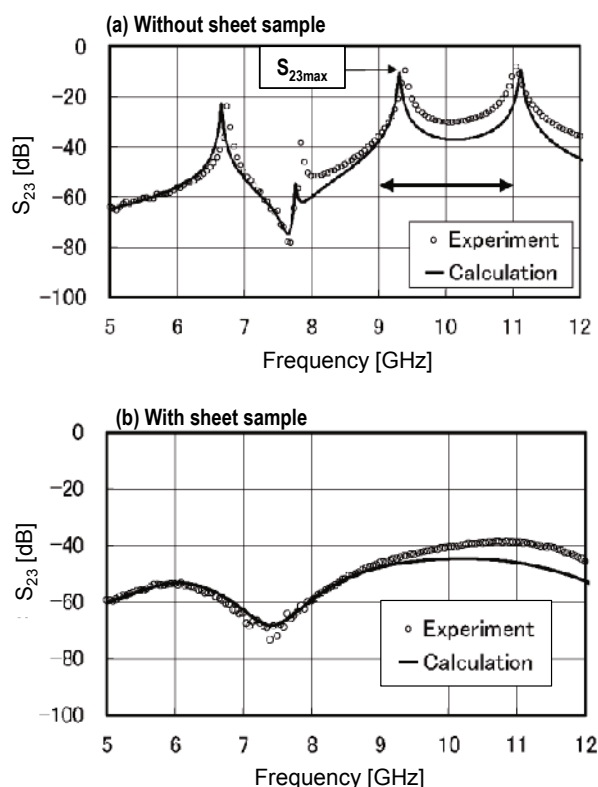 (a) Without sheet sample
0
−20
−40
−60
−80
−100
S23 [dB]
S23max
○ Experiment
— Calculation
5 6 7 8 9 10 11 12
Frequency [GHz]
(b) With sheet sample
0
−20
−40
−60
−80
−100
S23 [dB]
○ Experiment
— Calculation
5 6 7 8 9 10 11 12
Frequency [GHz]